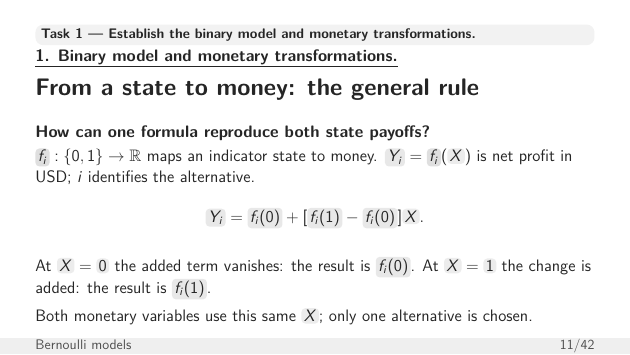 Task 1 — Establish the binary model and monetary transformations.
1. Binary model and monetary transformations.
From a state to money: the general rule
How can one formula reproduce both state payoffs?
fᵢ : {0, 1} → ℝ maps an indicator state to money. Yᵢ = fᵢ(X) is net profit in
USD; i identifies the alternative.
Yᵢ = fᵢ(0) + [fᵢ(1) − fᵢ(0)]X.
At X = 0 the added term vanishes: the result is fᵢ(0). At X = 1 the change is
added: the result is fᵢ(1).
Both monetary variables use this same X; only one alternative is chosen.
Bernoulli models 11/42